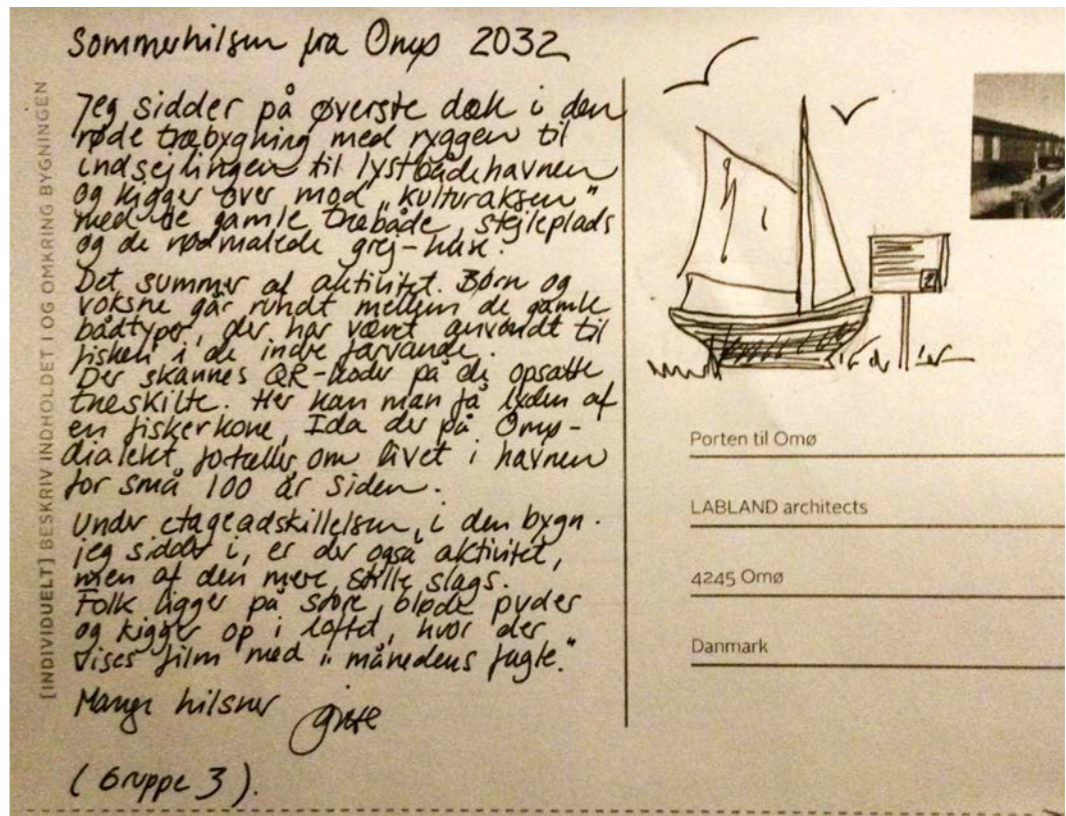 Sommerhilsen fra Omø 2032
[INDIVIDUELT] BESKRIV INDHOLDET I OG OMKRING BYGNINGEN
Jeg sidder på øverste dæk i den
røde træbygning med ryggen til
indsejlingen til lystbådehavnen
og kigger over mod "kulturaksen"
med de gamle træbåde, stejleplads
og de rødmalede grej-huse.
Det summer af aktivitet. Børn og
voksne går rundt mellem de gamle
bådtyper, der har været anvendt til
fiskeri i de indre farvande.
Der skannes QR-koder på de opsatte
træskilte. Her kan man få lyden af
en fiskerkone, Ida der på Omø-
dialekt fortæller om livet i havnen
for små 100 år siden.
Under etageadskillelsen, i den bygn.
jeg sidder i, er der også aktivitet,
men af den mere stille slags.
Folk ligger på store, bløde puder
og kigger op i loftet, hvor der
vises film med "månedens fugle."
Mange hilsner
(Gruppe 3).
Porten til Omø
LABLAND architects
4245 Omø
Danmark